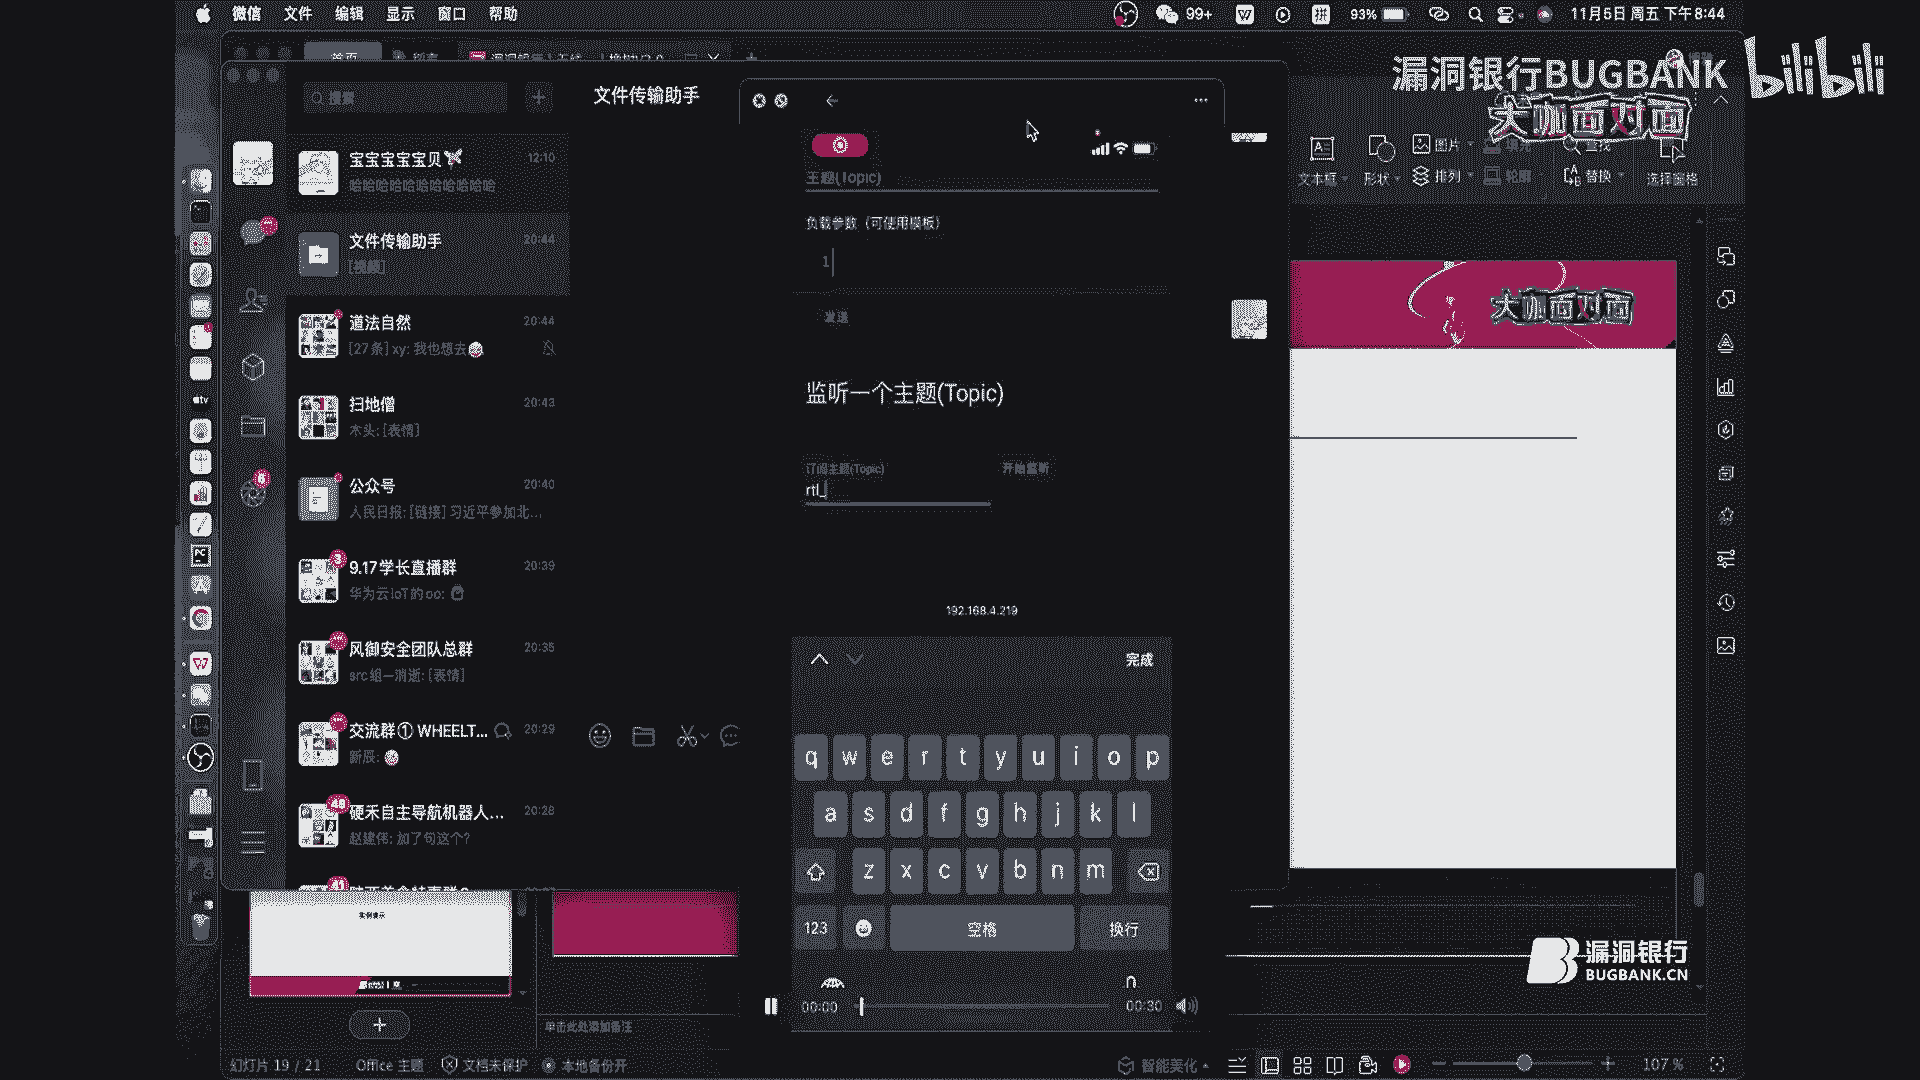 微信 文件 编辑 显示 窗口 帮助
99+ 拼 93% 11月5日 周五 下午8:44
首页
漏洞银行BUGBANK bilibili
大咖面对面
搜索
文件传输助手
宝宝宝宝宝贝 12:10
哈哈哈哈哈哈哈哈哈哈哈
文件传输助手 20:44
[视频]
道法自然 20:44
[27条] xy: 我也想去
扫地僧 20:43
木头: [表情]
公众号 20:40
人民日报: [链接] 习近平参加北...
9.17学长直播群 20:39
华为云IoT的oo:
风御安全团队总群 20:35
src组—消逝: [表情]
交流群① WHEELT... 20:29
新辰:
硬禾自主导航机器人... 20:28
赵建伟: 加了句这个?
主题(Topic)
负载参数（可使用模板）
1
发送
监听一个主题(Topic)
订阅主题(Topic) 开始监听
rtl_
192.168.4.219
完成
q w e r t y u i o p
a s d f g h j k l
z x c v b n m
123 空格 换行
00:00 00:30
文本框 形状 图片 排列 填充 轮廓 查找 替换 选择窗格
大咖面对面
漏洞银行
BUGBANK.CN
实例演示
单击此处添加备注
幻灯片 19 / 21 Office 主题 文档未保护 本地备份开 智能美化 107 %